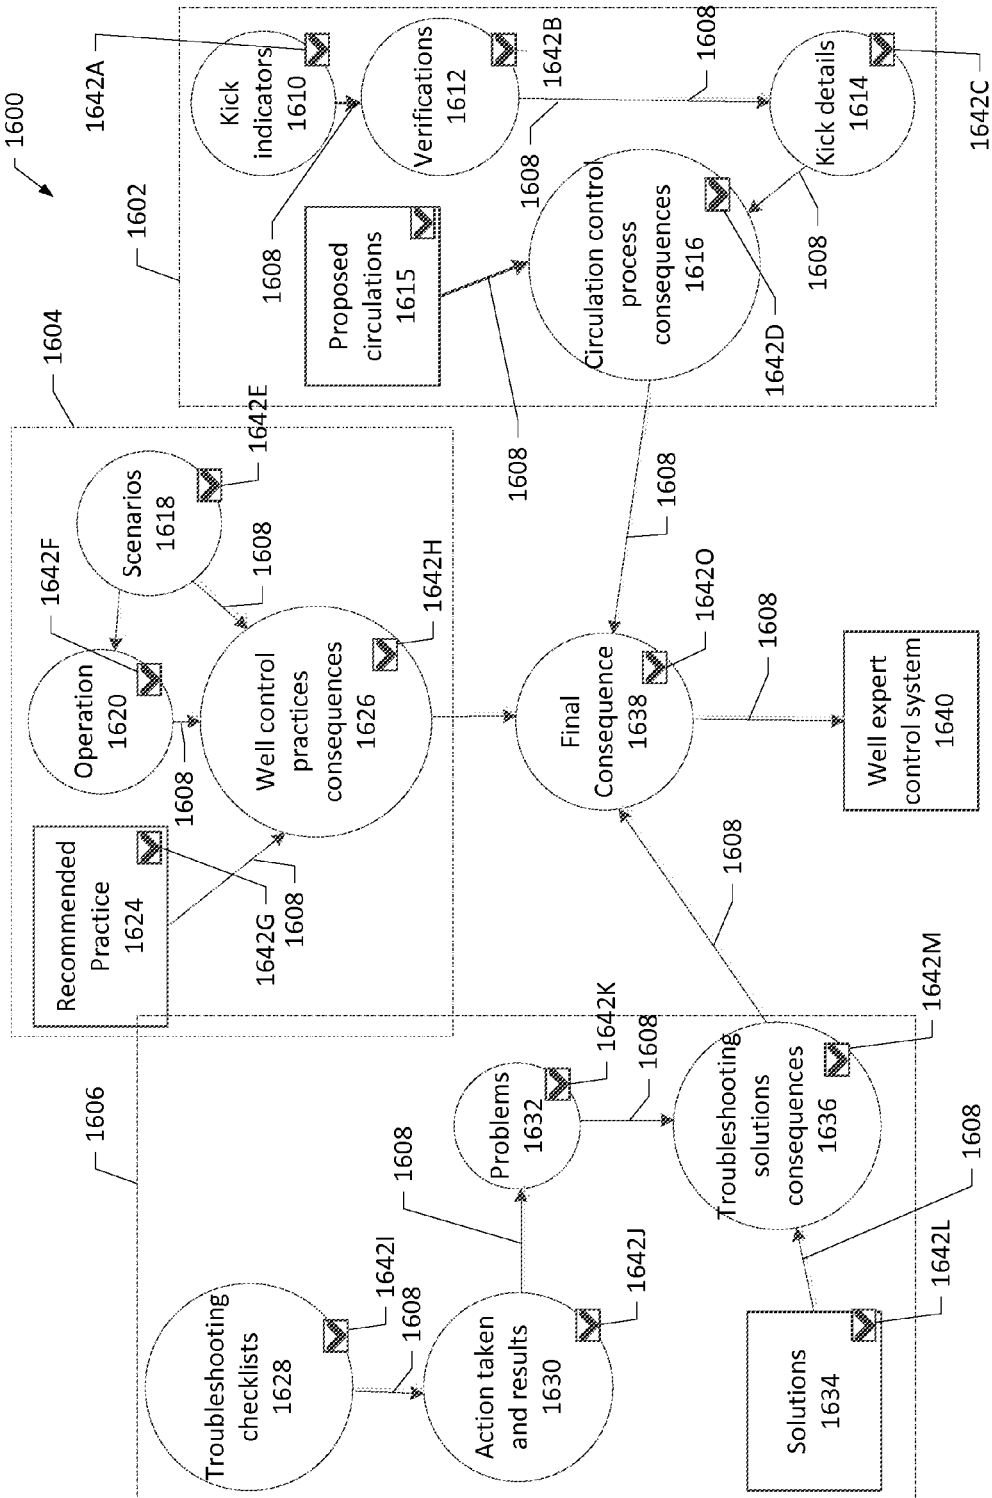 1600
1602
1642A
Kick
indicators
1610
1608
Verifications
1612
1642B
1608
1608
Kick details
1614
1642C
1608
Proposed
circulations
1615
1608
1608
Circulation control
process
consequences
1616
1642D
1604
Scenarios
1618
1642E
1608
1642F
Operation
1620
1608
Recommended
Practice
1624
1642G
1608
Well control
practices
consequences
1626
1642H
1608
Final
Consequence
1638
1642O
1608
Well expert
control system
1640
1608
1606
Troubleshooting
checklists
1628
1642I
1608
Action taken
and results
1630
1642J
1608
Problems
1632
1642K
1608
Troubleshooting
solutions
consequences
1636
1642M
1608
Solutions
1634
1642L